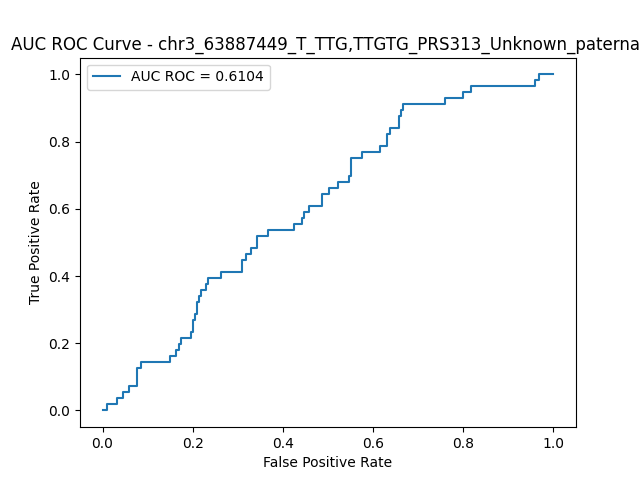 AUC ROC Curve - chr3_63887449_T_TTG,TTGTG_PRS313_Unknown_paterna
AUC ROC = 0.6104
1.0
0.8
0.6
0.4
0.2
0.0
True Positive Rate
0.0 0.2 0.4 0.6 0.8 1.0
False Positive Rate